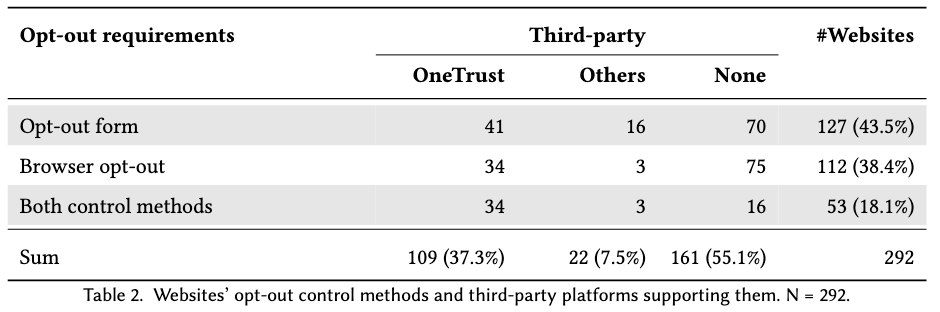 Opt-out requirements Third-party #Websites
OneTrust Others None
Opt-out form 41 16 70 127 (43.5%)
Browser opt-out 34 3 75 112 (38.4%)
Both control methods 34 3 16 53 (18.1%)
Sum 109 (37.3%) 22 (7.5%) 161 (55.1%) 292
Table 2. Websites' opt-out control methods and third-party platforms supporting them. N = 292.